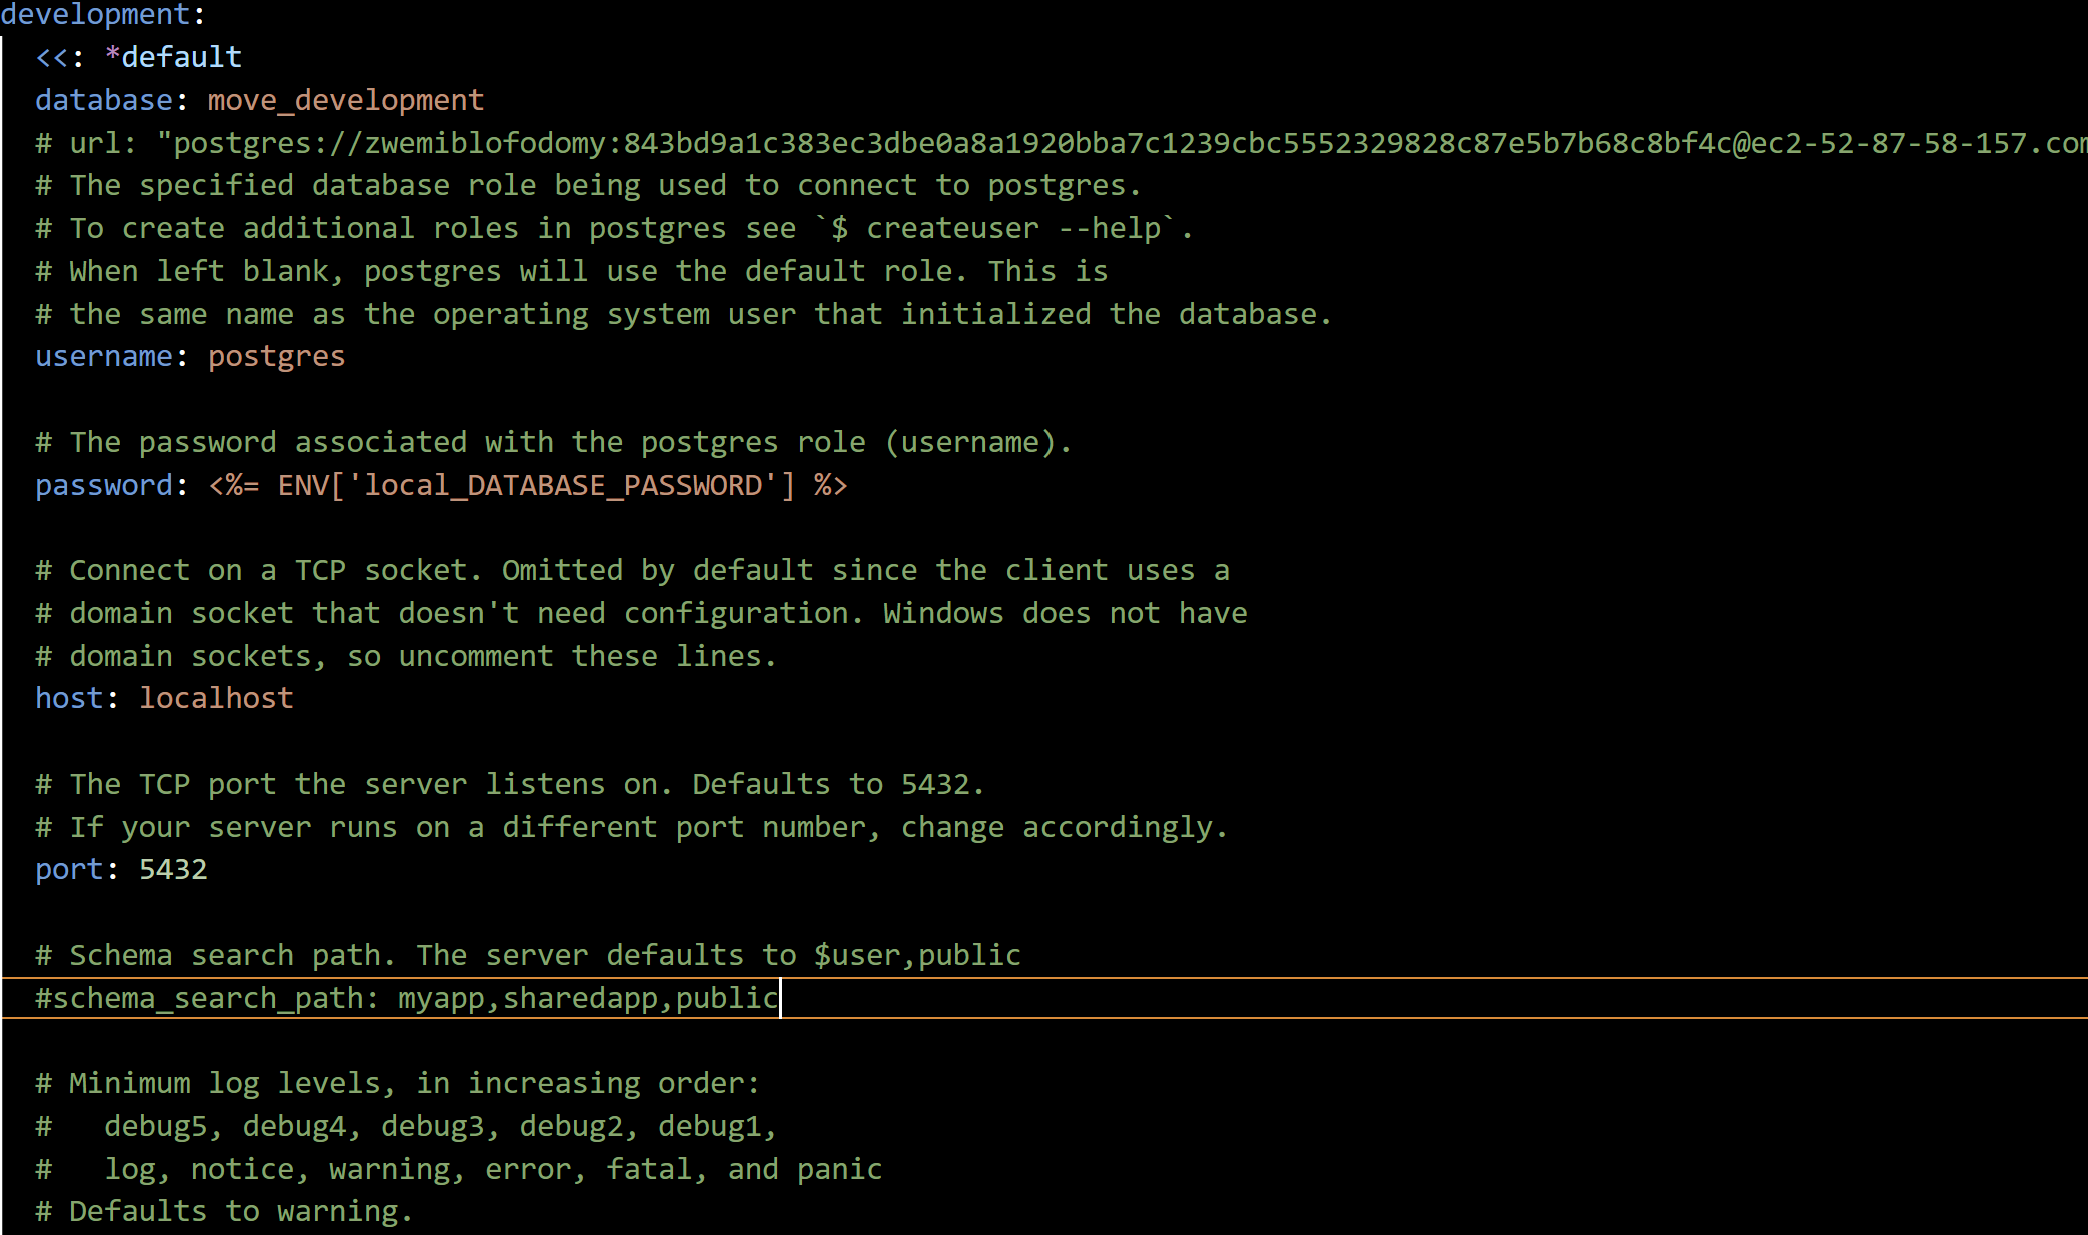 development:
  <<: *default
  database: move_development
  # url: "postgres://zwemiblofodomy:843bd9a1c383ec3dbe0a8a1920bba7c1239cbc5552329828c87e5b7b68c8bf4c@ec2-52-87-58-157.com
  # The specified database role being used to connect to postgres.
  # To create additional roles in postgres see `$ createuser --help`.
  # When left blank, postgres will use the default role. This is
  # the same name as the operating system user that initialized the database.
  username: postgres
  # The password associated with the postgres role (username).
  password: <%= ENV['local_DATABASE_PASSWORD'] %>
  # Connect on a TCP socket. Omitted by default since the client uses a
  # domain socket that doesn't need configuration. Windows does not have
  # domain sockets, so uncomment these lines.
  host: localhost
  # The TCP port the server listens on. Defaults to 5432.
  # If your server runs on a different port number, change accordingly.
  port: 5432
  # Schema search path. The server defaults to $user,public
  #schema_search_path: myapp,sharedapp,public
  # Minimum log levels, in increasing order:
  #   debug5, debug4, debug3, debug2, debug1,
  #   log, notice, warning, error, fatal, and panic
  # Defaults to warning.